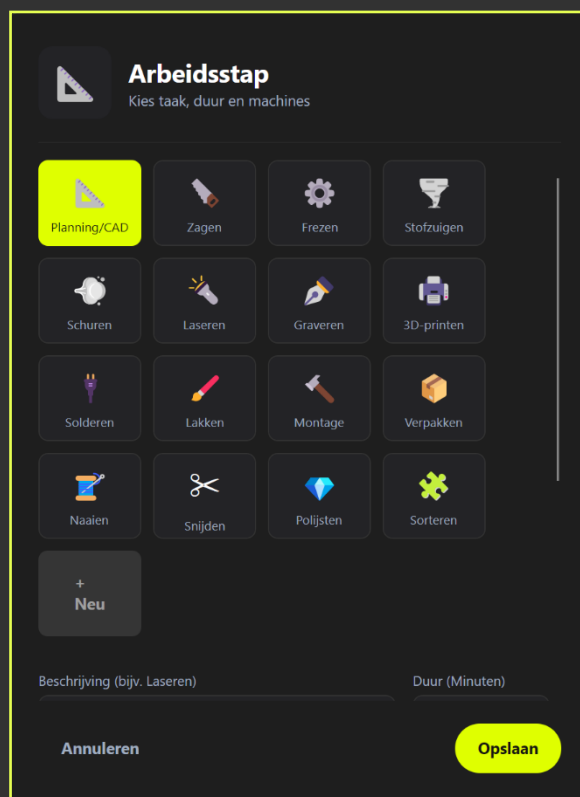 Arbeidsstap
Kies taak, duur en machines
Planning/CAD
Zagen
Frezen
Stofzuigen
Schuren
Laseren
Graveren
3D-printen
Solderen
Lakken
Montage
Verpakken
Naaien
Snijden
Polijsten
Sorteren
+
Neu
Beschrijving (bijv. Laseren)
Duur (Minuten)
Annuleren
Opslaan